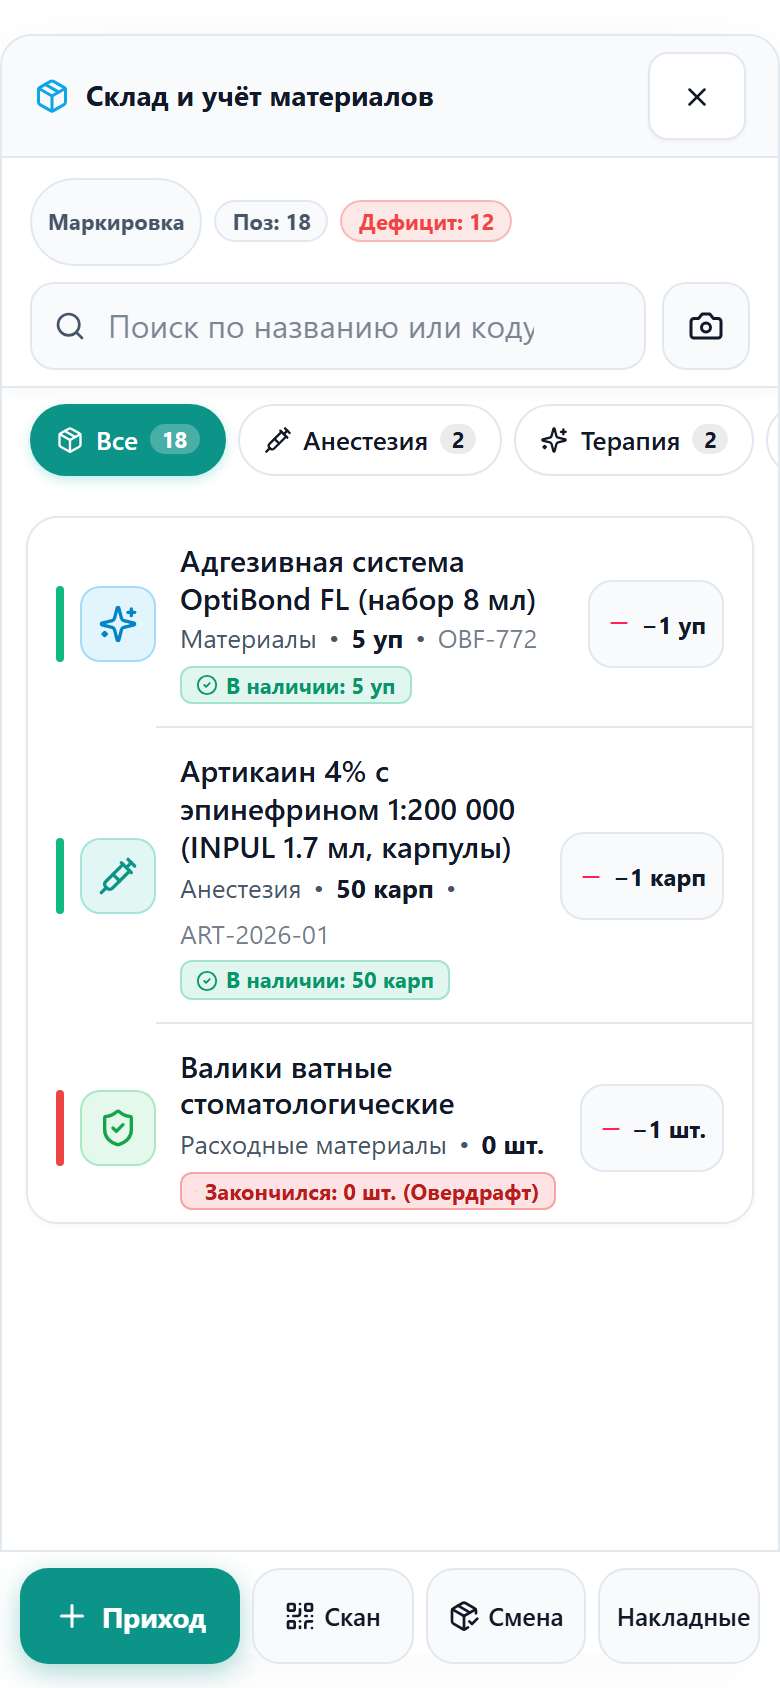 Склад и учёт материалов
Маркировка
Поз: 18
Дефицит: 12
Поиск по названию или коду
Все 18
Анестезия 2
Терапия 2
Адгезивная система
OptiBond FL (набор 8 мл)
Материалы • 5 уп • OBF-772
В наличии: 5 уп
−1 уп
Артикаин 4% с
эпинефрином 1:200 000
(INPUL 1.7 мл, карпулы)
Анестезия • 50 карп •
ART-2026-01
В наличии: 50 карп
−1 карп
Валики ватные
стоматологические
Расходные материалы • 0 шт.
Закончился: 0 шт. (Овердрафт)
−1 шт.
Приход
Скан
Смена
Накладные